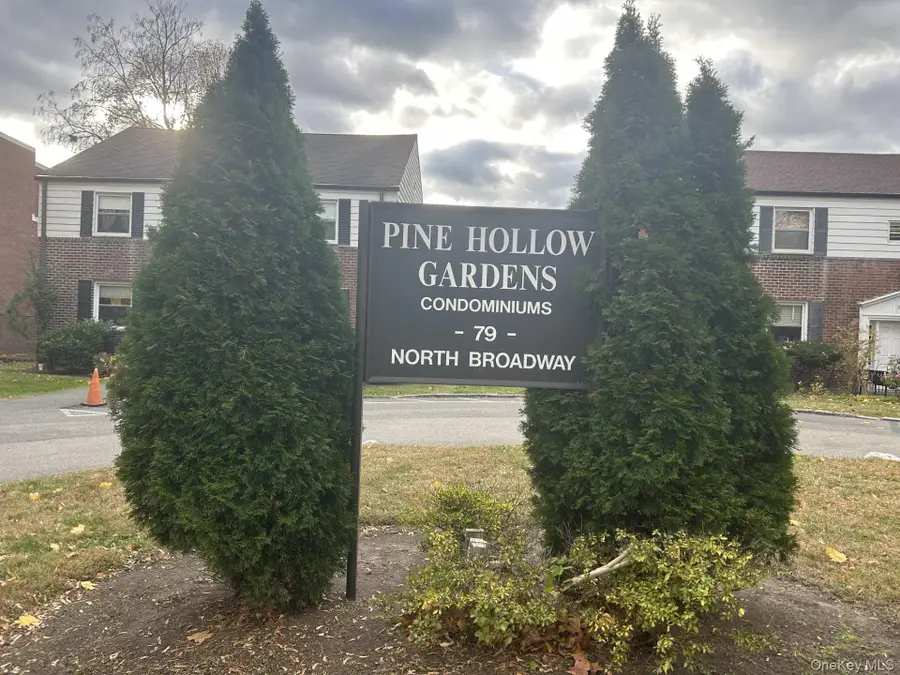 PINE HOLLOW
GARDENS
CONDOMINIUMS
- 79 -
NORTH BROADWAY
OneKey MLS